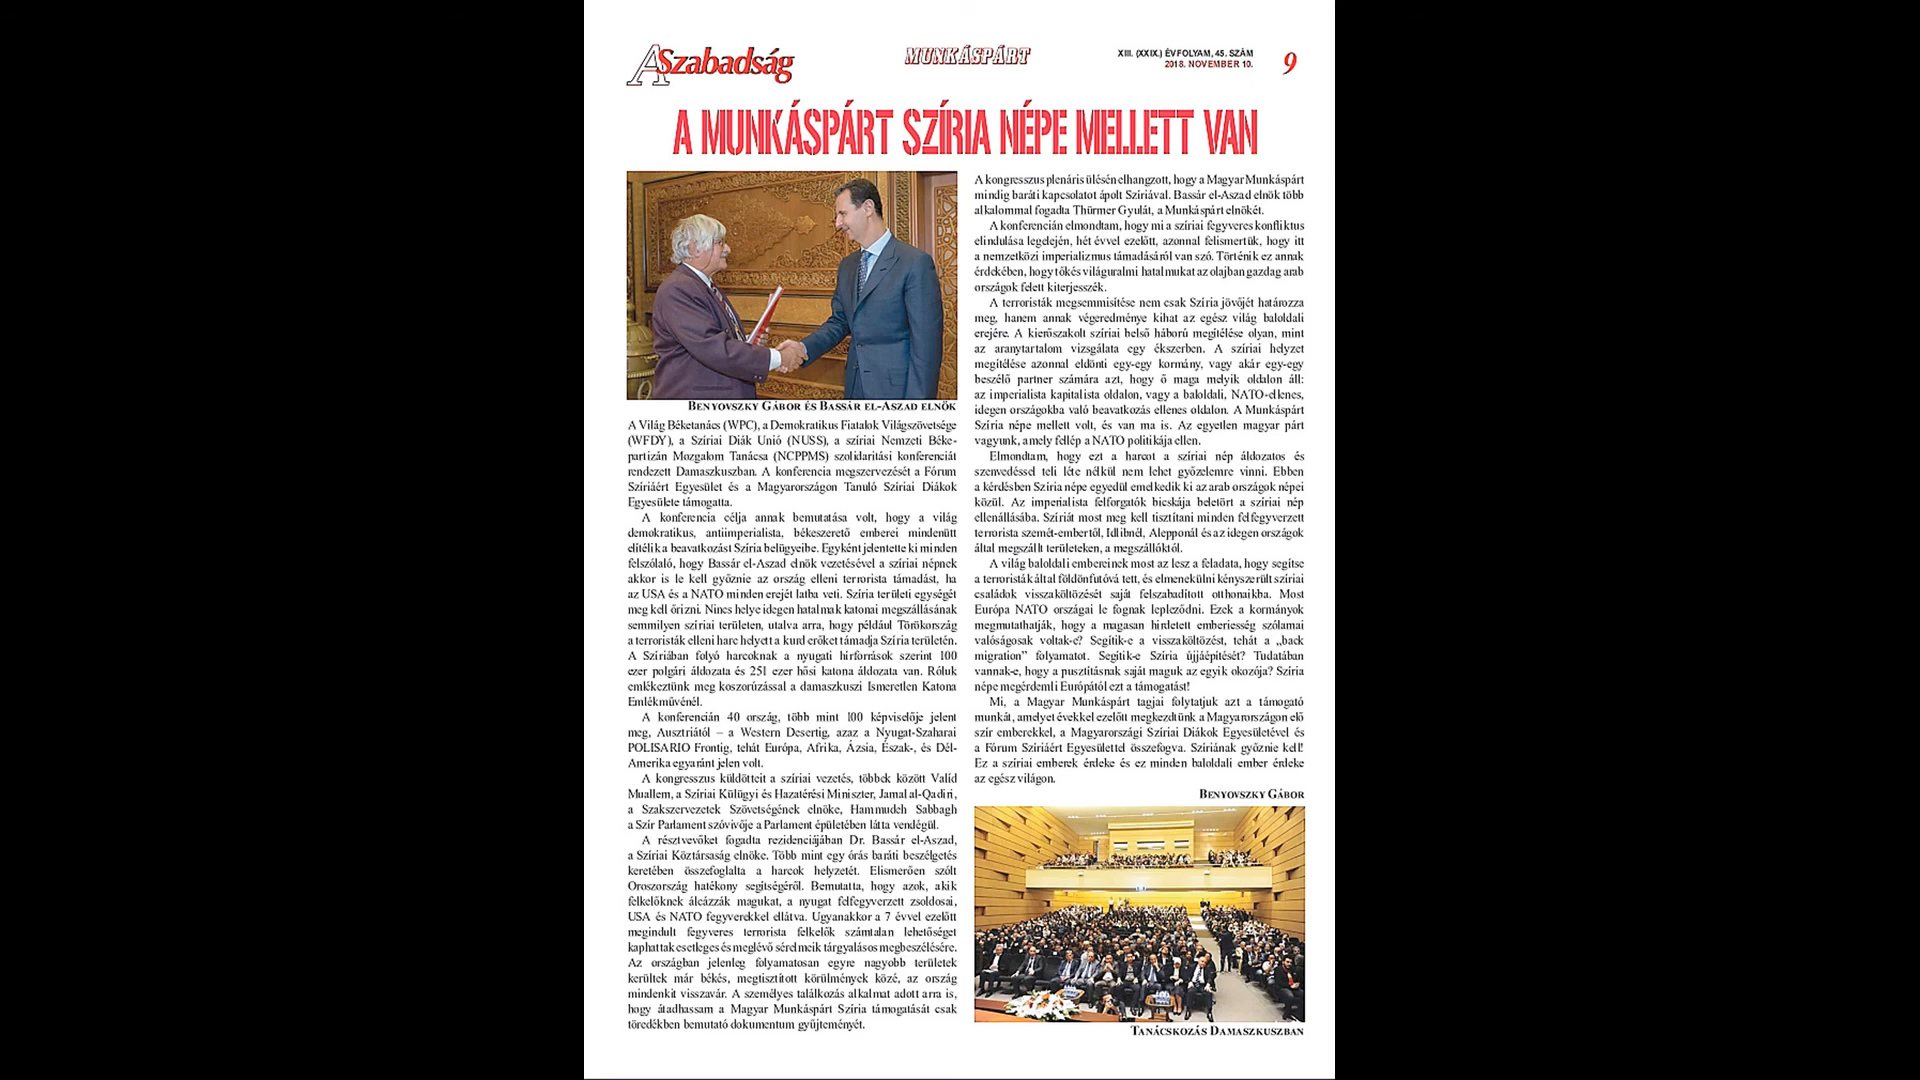 A Szabadság
MUNKÁSPÁRT
XIII. (XXIX.) ÉVFOLYAM, 45. SZÁM
2018. NOVEMBER 10.
9
A MUNKÁSPÁRT SZÍRIA NÉPE MELLETT VAN
BENYOVSZKY GÁBOR ÉS BASSÁR EL-ASZAD ELNÖK
A Világ Béketanács (WPC), a Demokratikus Fiatalok Világszövetsége
(WFDY), a Szíriai Diák Unió (NUSS), a szíriai Nemzeti Béke-
partizán Mozgalom Tanácsa (NCPPMS) szolidaritási konferenciát
rendezett Damaszkuszban. A konferencia megszervezését a Fórum
Szíriáért Egyesület és a Magyarországon Tanuló Szíriai Diákok
Egyesülete támogatta.
A konferencia célja annak bemutatása volt, hogy a világ
demokratikus, antiimperialista, békeszerető emberei mindenütt
elítélik a beavatkozást Szíria belügyeibe. Egyként jelentette ki minden
felszólaló, hogy Bassár el-Aszad elnök vezetésével a szíriai népnek
akkor is le kell győznie az ország elleni terrorista támadást, ha
az USA és a NATO minden erejét latba veti. Szíria területi egységét
meg kell őrizni. Nincs helye idegen hatalmak katonai megszállásának
semmilyen szíriai területen, utalva arra, hogy például Törökország
a terroristák elleni harc helyett a kurd erőket támadja Szíria területén.
A Szíriában folyó harcoknak a nyugati hírforrások szerint 100
ezer polgári áldozata és 251 ezer hősi katona áldozata van. Róluk
emlékeztünk meg koszorúzással a damaszkuszi Ismeretlen Katona
Emlékművénél.
A konferencián 40 ország, több mint 100 képviselője jelent
meg, Ausztriától – a Western Desertig, azaz a Nyugat-Szaharai
POLISARIO Frontig, tehát Európa, Afrika, Ázsia, Észak-, és Dél-
Amerika egyaránt jelen volt.
A kongresszus küldötteit a szíriai vezetés, többek között Valíd
Muallem, a Szíriai Külügyi és Hazatérési Miniszter, Jamal al-Qadiri,
a Szakszervezetek Szövetségének elnöke, Hammudeh Sabbagh
a Szír Parlament szóvivője a Parlament épületében látta vendégül.
A résztvevőket fogadta rezidenciájában Dr. Bassár el-Aszad,
a Szíriai Köztársaság elnöke. Több mint egy órás baráti beszélgetés
keretében összefoglalta a harcok helyzetét. Elismerően szólt
Oroszország hatékony segítségéről. Bemutatta, hogy azok, akik
felkelőknek álcázzák magukat, a nyugat felfegyverzett zsoldosai,
USA és NATO fegyverekkel ellátva. Ugyanakkor a 7 évvel ezelőtt
megindult fegyveres terrorista felkelők számtalan lehetőséget
kaphattak esetleges és meglévő sérelmeik tárgyalásos megbeszélésére.
Az országban jelenleg folyamatosan egyre nagyobb területek
kerültek már békés, megtisztított körülmények közé, az ország
mindenkit visszavár. A személyes találkozás alkalmat adott arra is,
hogy átadhassam a Magyar Munkáspárt Szíria támogatását csak
töredékben bemutató dokumentum gyűjteményét.
A kongresszus plenáris ülésén elhangzott, hogy a Magyar Munkáspárt
mindig baráti kapcsolatot ápolt Szíriával. Bassár el-Aszad elnök több
alkalommal fogadta Thürmer Gyulát, a Munkáspárt elnökét.
A konferencián elmondtam, hogy mi a szíriai fegyveres konfliktus
elindulása legelején, hét évvel ezelőtt, azonnal felismertük, hogy itt
a nemzetközi imperializmus támadásáról van szó. Történik ez annak
érdekében, hogy tőkés világuralmi hatalmukat az olajban gazdag arab
országok felett kiterjesszék.
A terroristák megsemmisítése nem csak Szíria jövőjét határozza
meg, hanem annak végeredménye kihat az egész világ baloldali
erejére. A kierőszakolt szíriai belső háború megítélése olyan, mint
az aranytartalom vizsgálata egy ékszerben. A szíriai helyzet
megítélése azonnal eldönti egy-egy kormány, vagy akár egy-egy
beszélő partner számára azt, hogy ő maga melyik oldalon áll:
az imperialista kapitalista oldalon, vagy a baloldali, NATO-ellenes,
idegen országokba való beavatkozás ellenes oldalon. A Munkáspárt
Szíria népe mellett volt, és van ma is. Az egyetlen magyar párt
vagyunk, amely fellép a NATO politikája ellen.
Elmondtam, hogy ezt a harcot a szíriai nép áldozatos és
szenvedéssel teli léte nélkül nem lehet győzelemre vinni. Ebben
a kérdésben Szíria népe egyedül emelkedik ki az arab országok népei
közül. Az imperialista felforgatók bicskája beletört a szíriai nép
ellenállásába. Szíriát most meg kell tisztítani minden felfegyverzett
terrorista szemét-embertől, Idlibnél, Alepponál és az idegen országok
által megszállt területeken, a megszállóktól.
A világ baloldali embereinek most az lesz a feladata, hogy segítse
a terroristák által földönfutóvá tett, és elmenekülni kényszerült szíriai
családok visszaköltözését saját felszabadított otthonaikba. Most
Európa NATO országai le fognak lepleződni. Ezek a kormányok
megmutathatják, hogy a magasan hirdetett emberiesség szólamai
valóságosak voltak-e? Segítik-e a visszaköltözést, tehát a „back
migration” folyamatot. Segítik-e Szíria újjáépítését? Tudatában
vannak-e, hogy a pusztításnak saját maguk az egyik okozója? Szíria
népe megérdemli Európától ezt a támogatást!
Mi, a Magyar Munkáspárt tagjai folytatjuk azt a támogató
munkát, amelyet évekkel ezelőtt megkezdtünk a Magyarországon elő
szír emberekkel, a Magyarországi Szíriai Diákok Egyesületével és
a Fórum Szíriáért Egyesülettel összefogva. Szíriának győznie kell!
Ez a szíriai emberek érdeke és ez minden baloldali ember érdeke
az egész világon.
BENYOVSZKY GÁBOR
TANÁCSKOZÁS DAMASZKUSZBAN